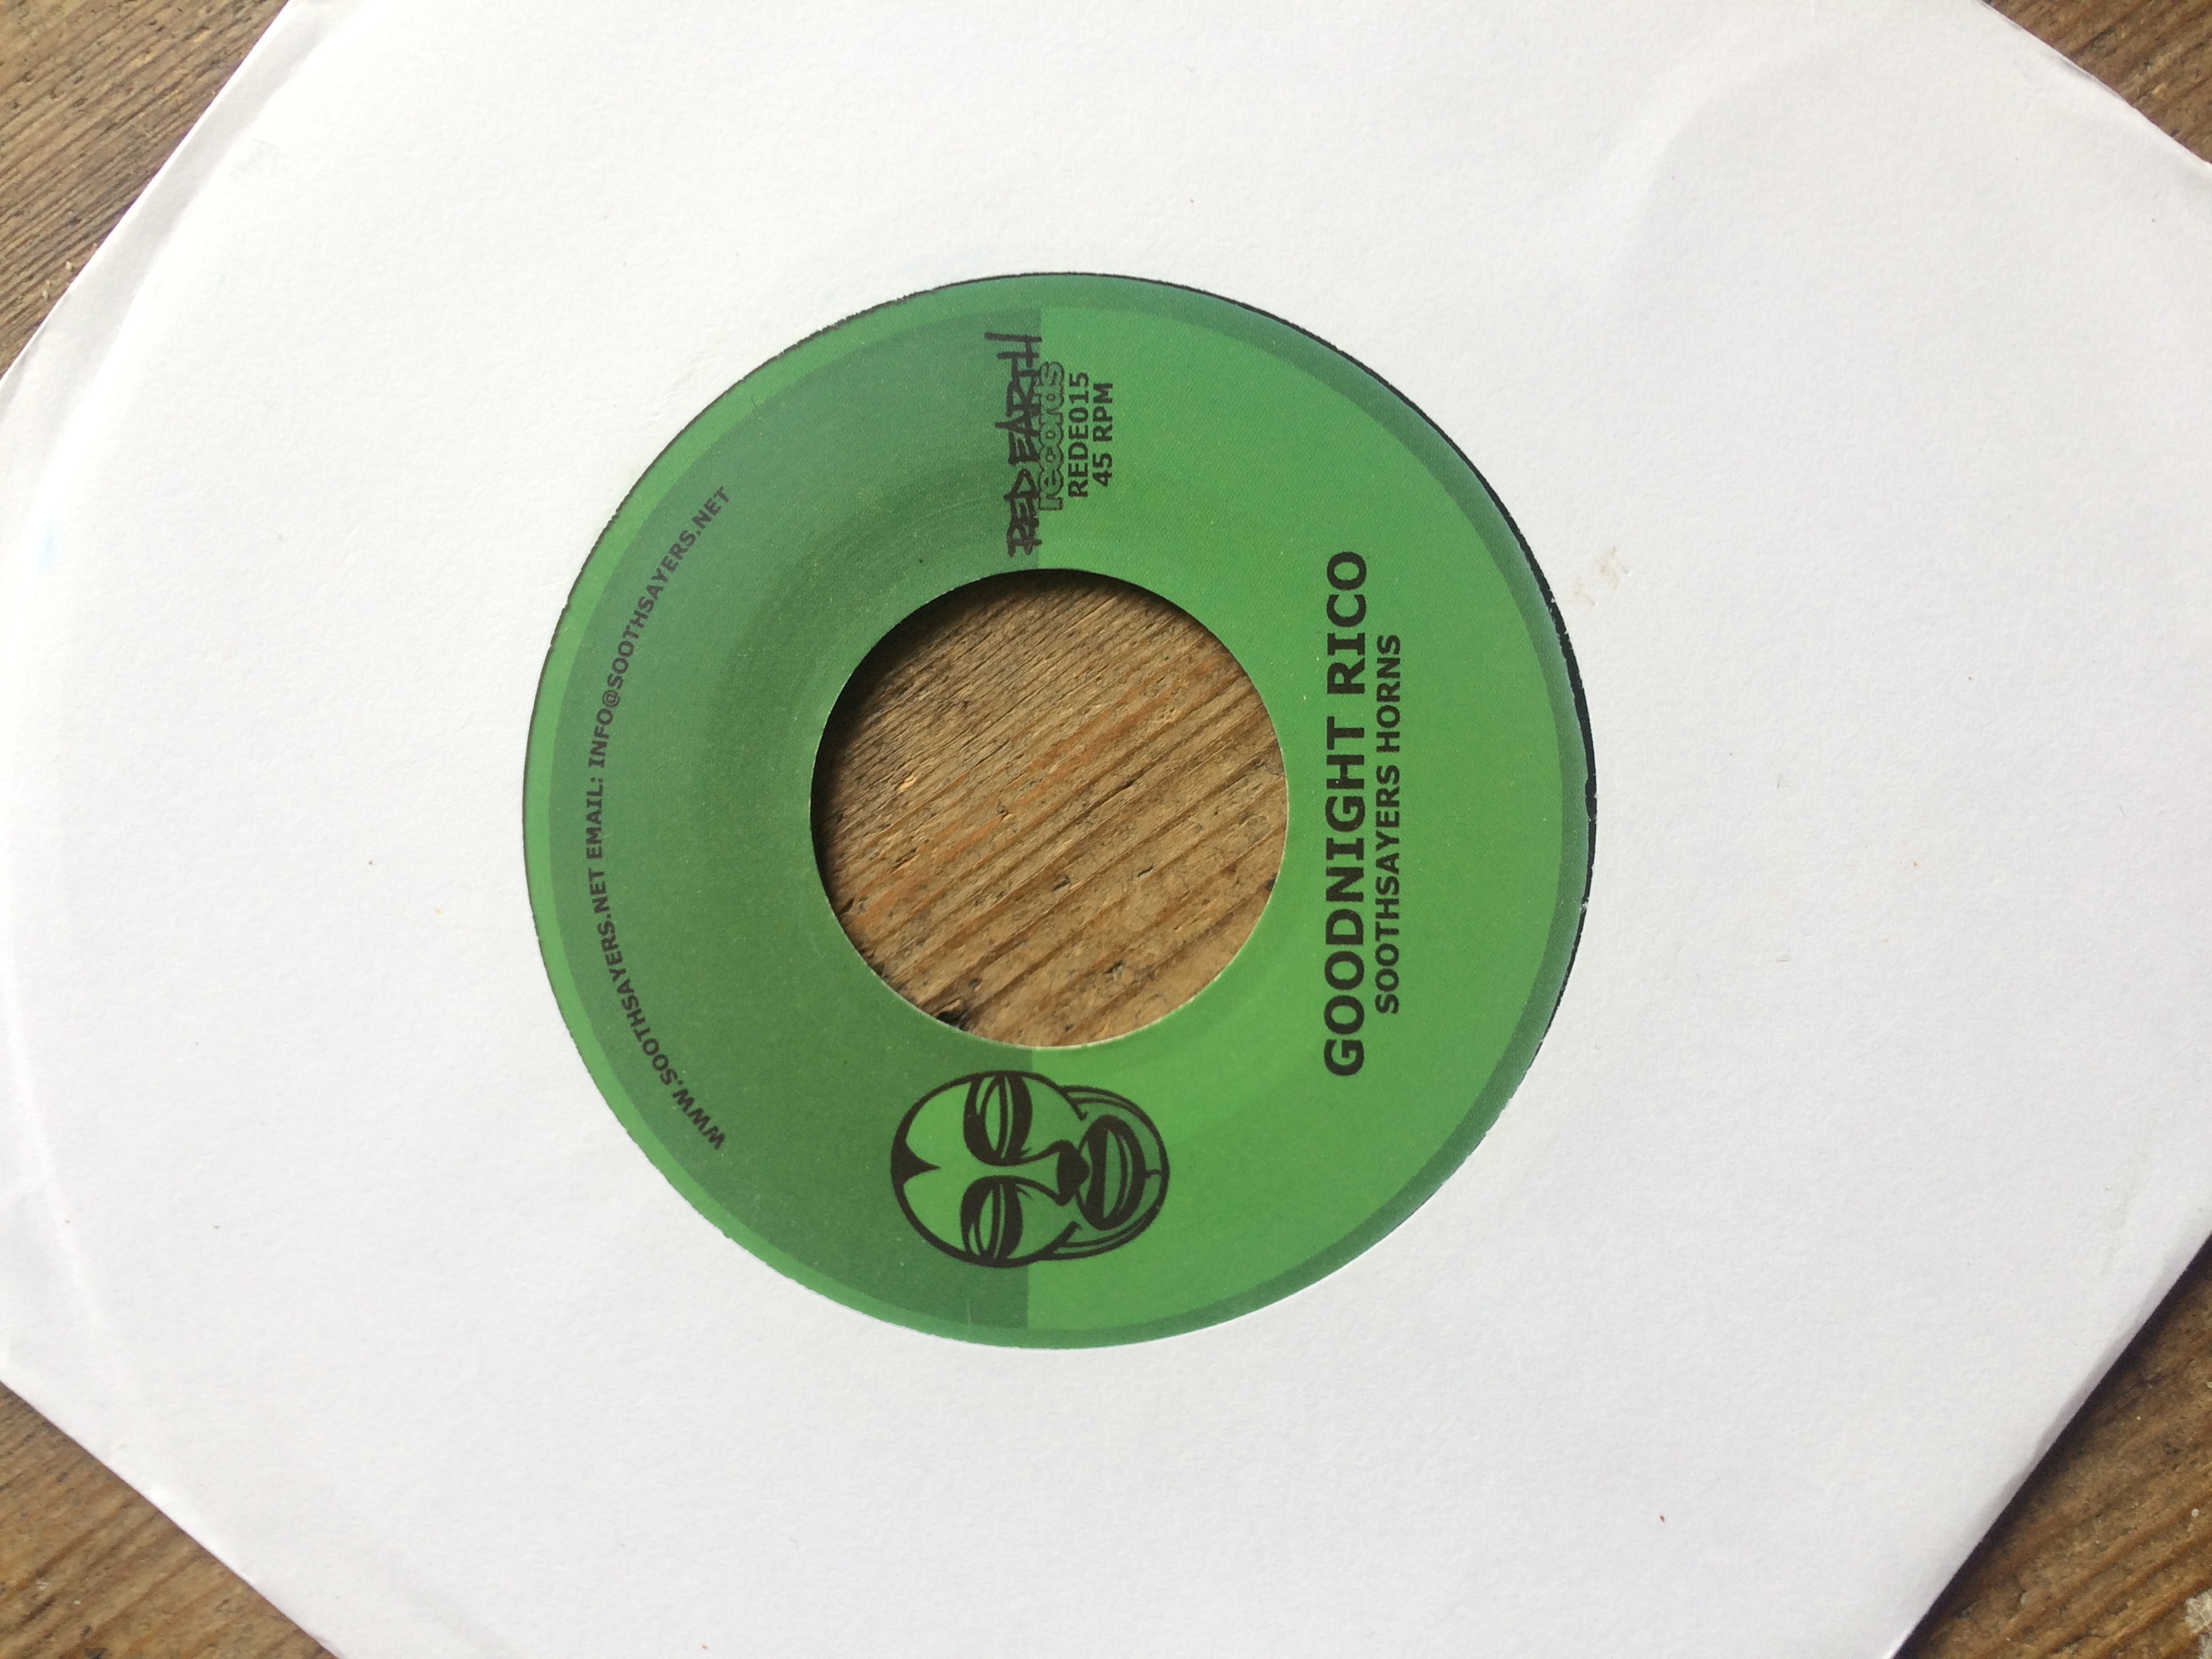 WWW.SOOTHSAYERS.NET EMAIL: INFO@SOOTHSAYERS.NET
RED EARTH
records
REDE015
45 RPM
GOODNIGHT RICO
SOOTHSAYERS HORNS